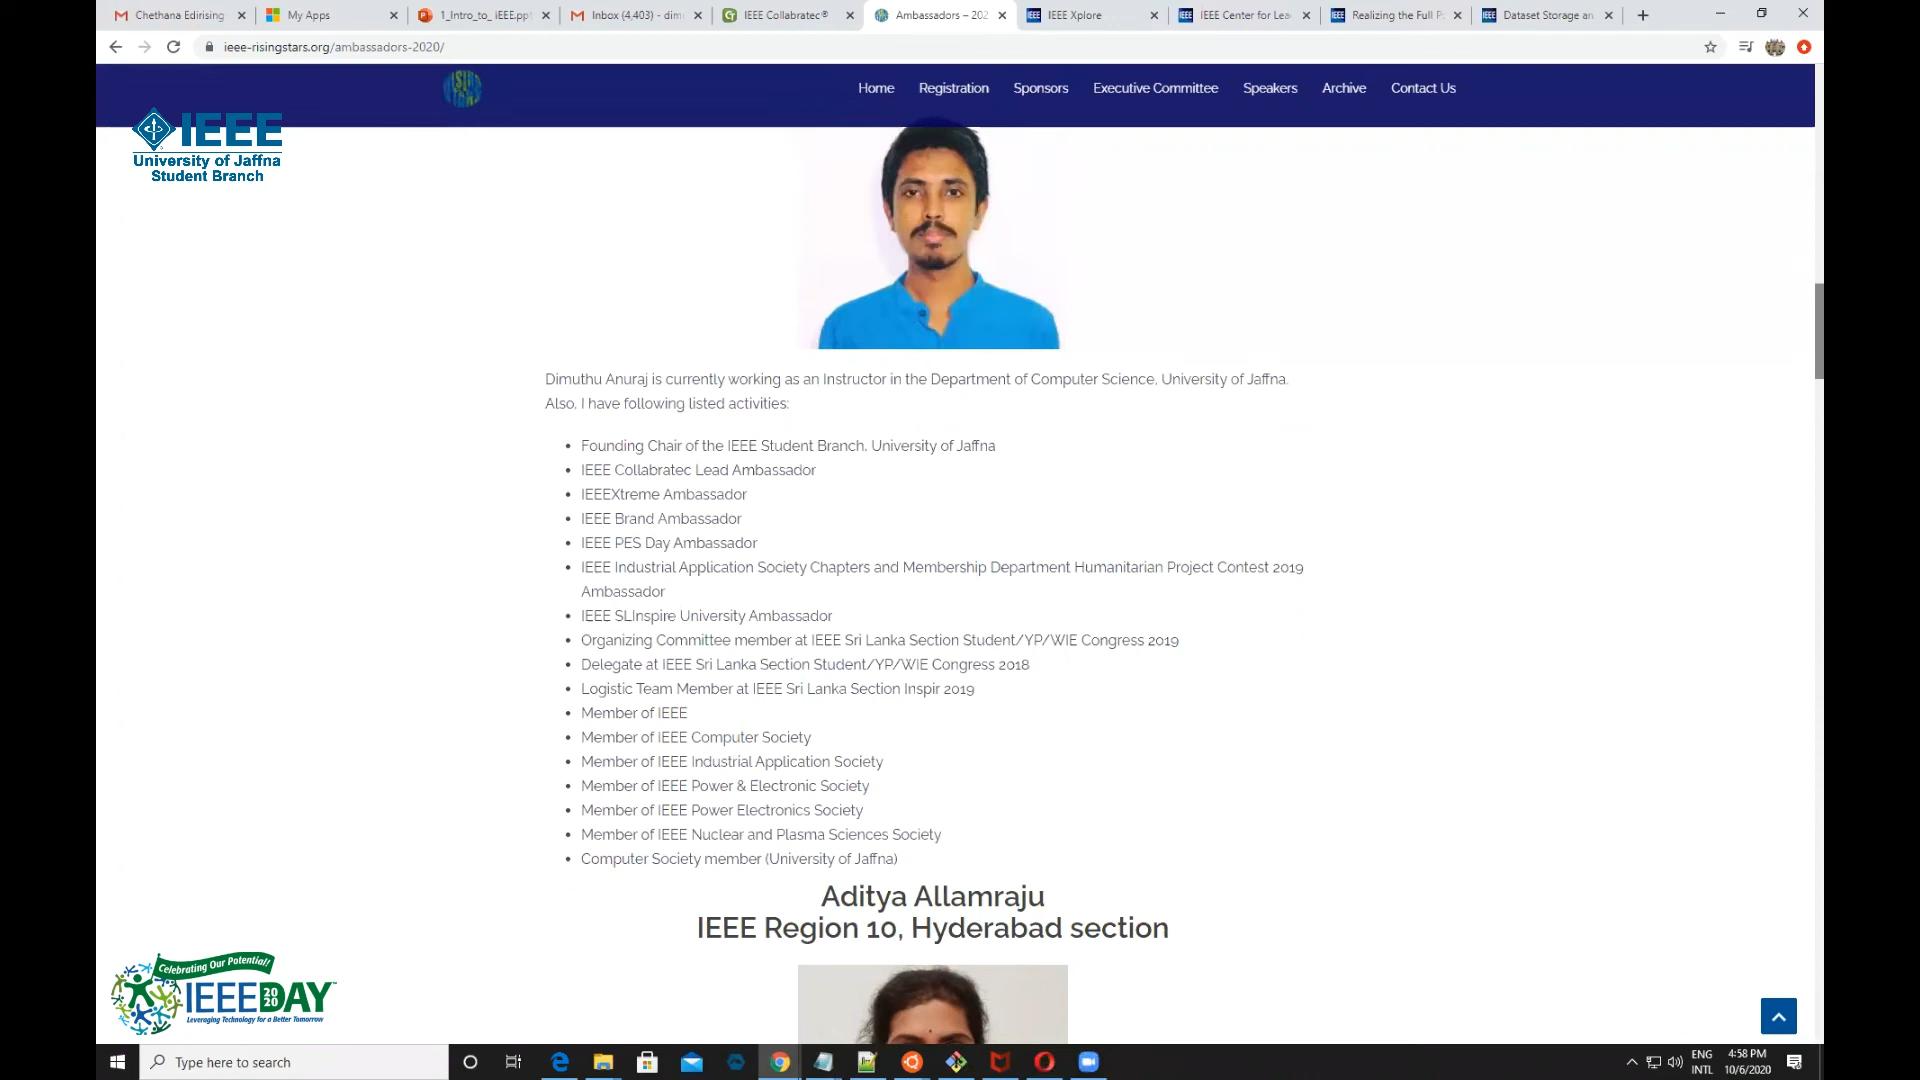 Chethana Edirising
My Apps
1_Intro_to_ iEEE.pp
Inbox (4,403) - dim
IEEE Collabratec®
Ambassadors – 202
IEEE Xplore
IEEE Center for Lea
Realizing the Full P
Dataset Storage an
ieee-risingstars.org/ambassadors-2020/
Home
Registration
Sponsors
Executive Committee
Speakers
Archive
Contact Us
IEEE
University of Jaffna
Student Branch
Dimuthu Anuraj is currently working as an Instructor in the Department of Computer Science, University of Jaffna.
Also, I have following listed activities:
• Founding Chair of the IEEE Student Branch, University of Jaffna
• IEEE Collabratec Lead Ambassador
• IEEEXtreme Ambassador
• IEEE Brand Ambassador
• IEEE PES Day Ambassador
• IEEE Industrial Application Society Chapters and Membership Department Humanitarian Project Contest 2019
Ambassador
• IEEE SLInspire University Ambassador
• Organizing Committee member at IEEE Sri Lanka Section Student/YP/WIE Congress 2019
• Delegate at IEEE Sri Lanka Section Student/YP/WIE Congress 2018
• Logistic Team Member at IEEE Sri Lanka Section Inspir 2019
• Member of IEEE
• Member of IEEE Computer Society
• Member of IEEE Industrial Application Society
• Member of IEEE Power & Electronic Society
• Member of IEEE Power Electronics Society
• Member of IEEE Nuclear and Plasma Sciences Society
• Computer Society member (University of Jaffna)
Aditya Allamraju
IEEE Region 10, Hyderabad section
Celebrating Our Potential!
IEEE 2020 DAY™
Leveraging Technology for a Better Tomorrow
Type here to search
ENG
INTL
4:58 PM
10/6/2020